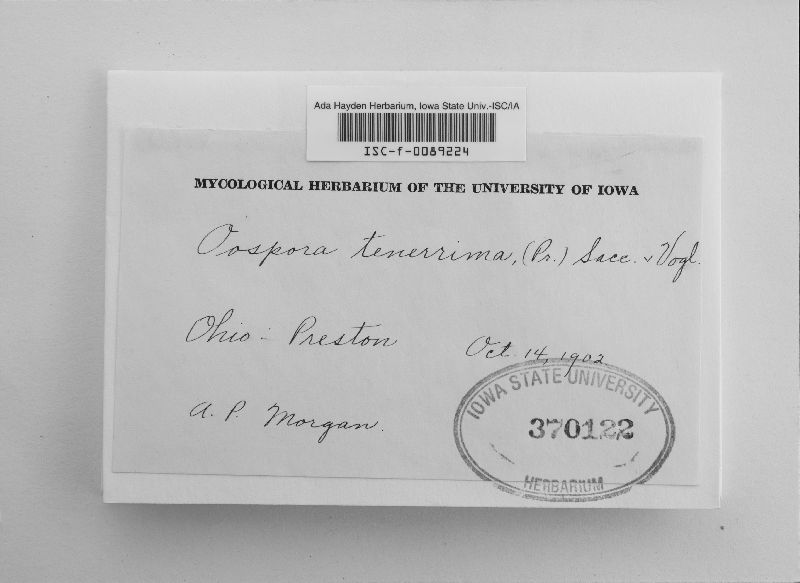 Ada Hayden Herbarium, Iowa State Univ.-ISC/IA
ISC-f-0089224
MYCOLOGICAL HERBARIUM OF THE UNIVERSITY OF IOWA
Oospora tenerrima, (Pr.) Sacc. & Vogl.
Ohio - Preston
Oct. 14, 1902
A. P. Morgan.
IOWA STATE UNIVERSITY
370122
HERBARIUM